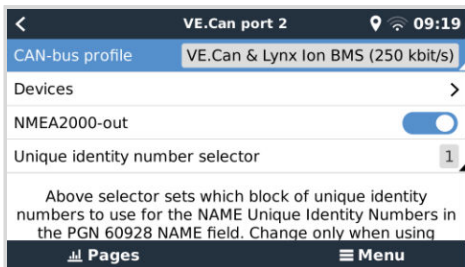 VE.Can port 2 09:19
CAN-bus profile VE.Can & Lynx Ion BMS (250 kbit/s)
Devices
NMEA2000-out
Unique identity number selector 1
Above selector sets which block of unique identity
numbers to use for the NAME Unique Identity Numbers in
the PGN 60928 NAME field. Change only when using
Pages Menu